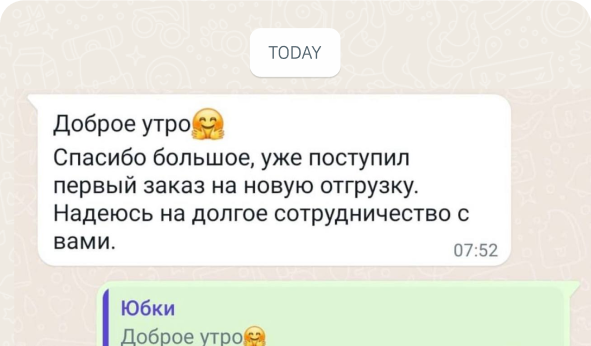 TODAY
Доброе утро🤗
Спасибо большое, уже поступил
первый заказ на новую отгрузку.
Надеюсь на долгое сотрудничество с
вами.
07:52
Юбки
Доброе утро🤗